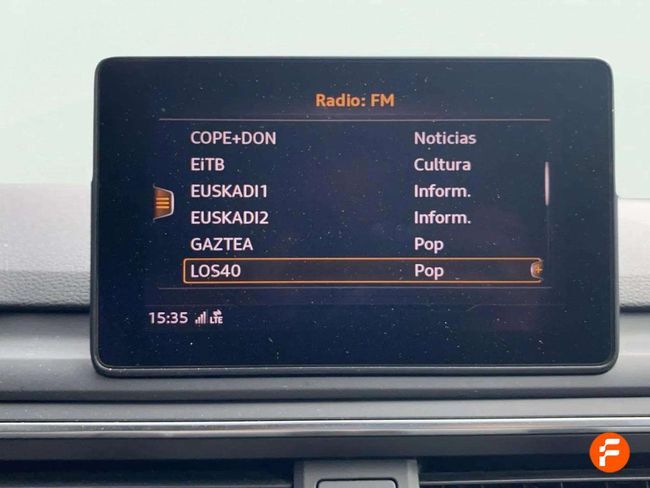 Radio: FM
COPE+DON Noticias
EiTB Cultura
EUSKADI1 Inform.
EUSKADI2 Inform.
GAZTEA Pop
LOS40 Pop
15:35 LTE